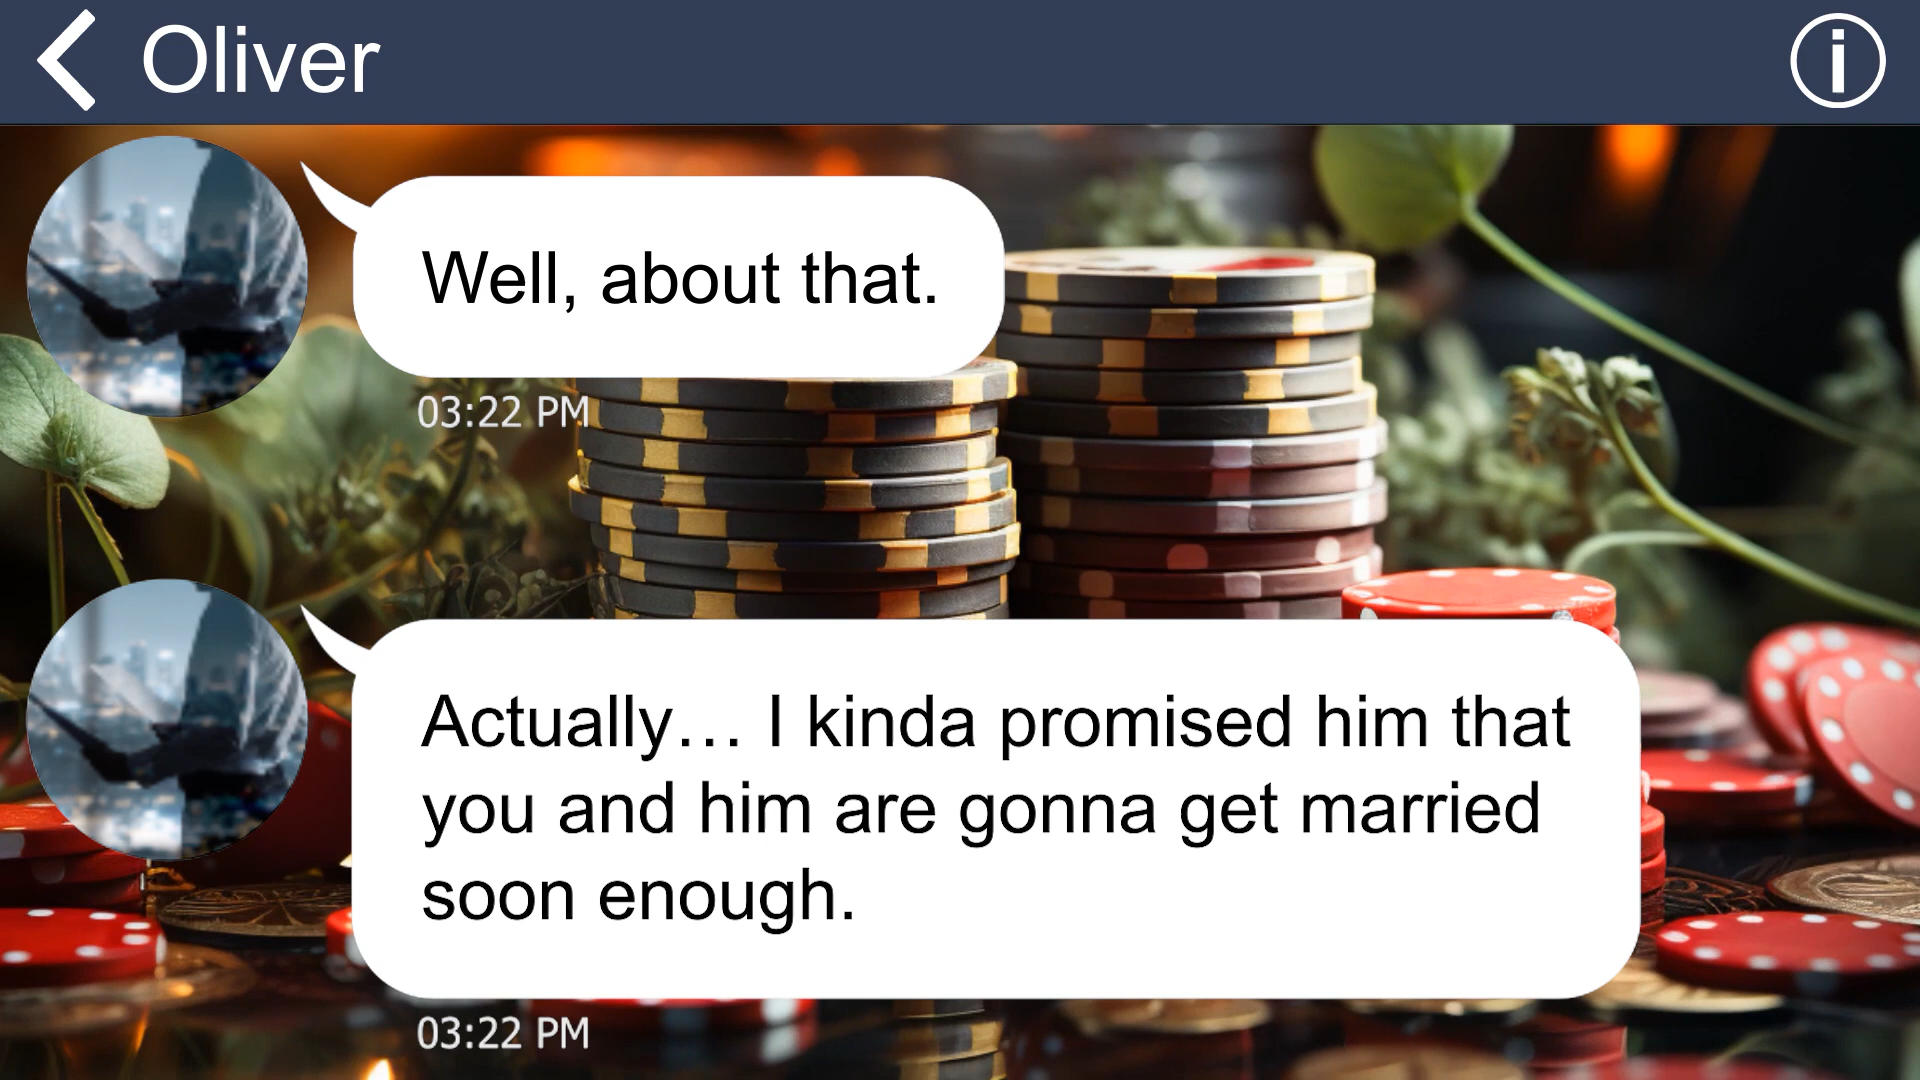 Oliver
Well, about that.
03:22 PM
Actually… I kinda promised him that
you and him are gonna get married
soon enough.
03:22 PM